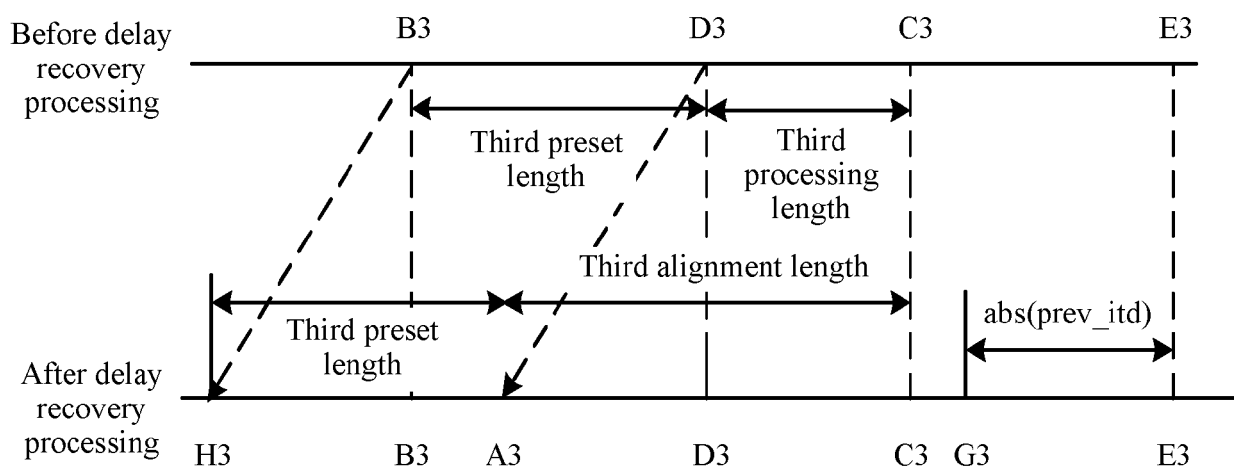 Before delay
recovery
processing
B3
D3
C3
E3
Third preset
length
Third
processing
length
Third alignment length
Third preset
length
abs(prev_itd)
After delay
recovery
processing
H3
B3
A3
D3
C3
G3
E3